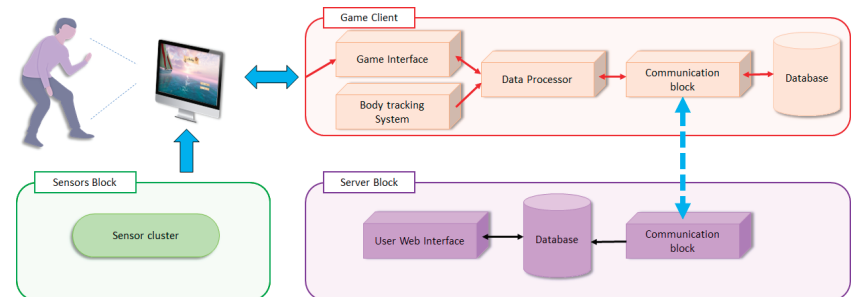 Game Client
Game Interface
Body tracking
System
Data Processor
Communication
block
Database
Sensors Block
Sensor cluster
Server Block
User Web Interface
Database
Communication
block